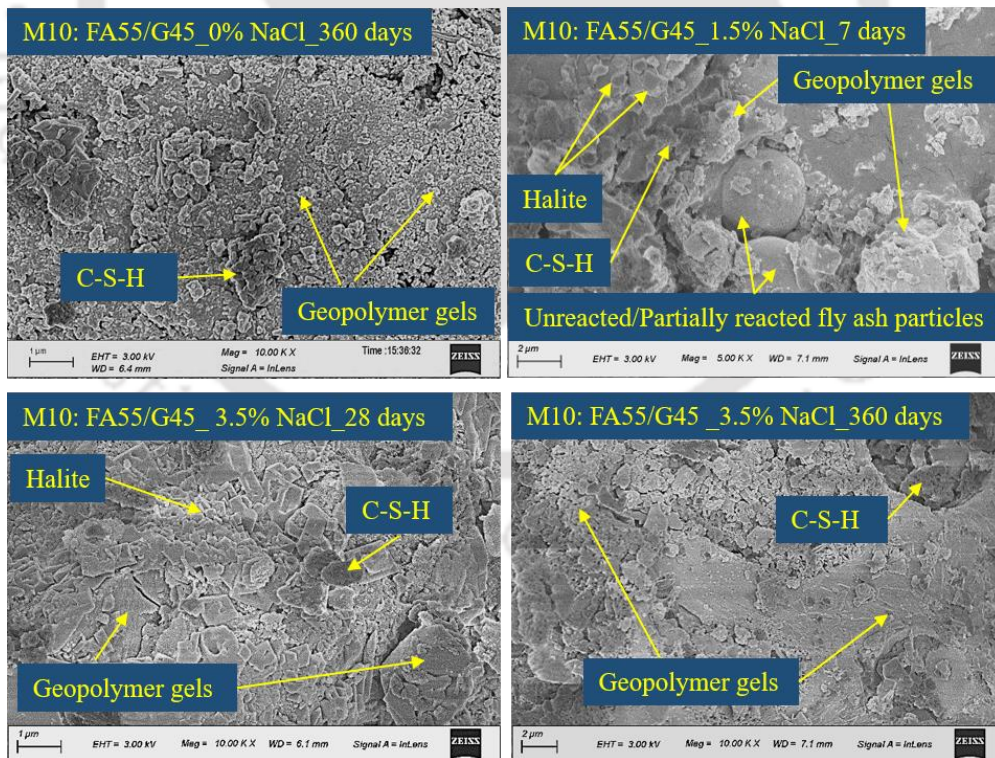 M10: FA55/G45_0% NaCl_360 days
C-S-H
Geopolymer gels
1 µm
EHT = 3.00 kV
WD = 6.4 mm
Mag = 10.00 K X
Signal A = InLens
Time :15:36:32
ZEISS
M10: FA55/G45_1.5% NaCl_7 days
Geopolymer gels
Halite
C-S-H
Unreacted/Partially reacted fly ash particles
2 µm
EHT = 3.00 kV
Mag = 5.00 K X
WD = 7.1 mm
Signal A = InLens
ZEISS
M10: FA55/G45_ 3.5% NaCl_28 days
Halite
C-S-H
Geopolymer gels
1 µm
EHT = 3.00 kV
Mag = 10.00 K X
WD = 6.1 mm
Signal A = InLens
ZEISS
M10: FA55/G45 _3.5% NaCl_360 days
C-S-H
Geopolymer gels
2 µm
EHT = 3.00 kV
Mag = 10.00 K X
WD = 7.1 mm
Signal A = InLens
ZEISS